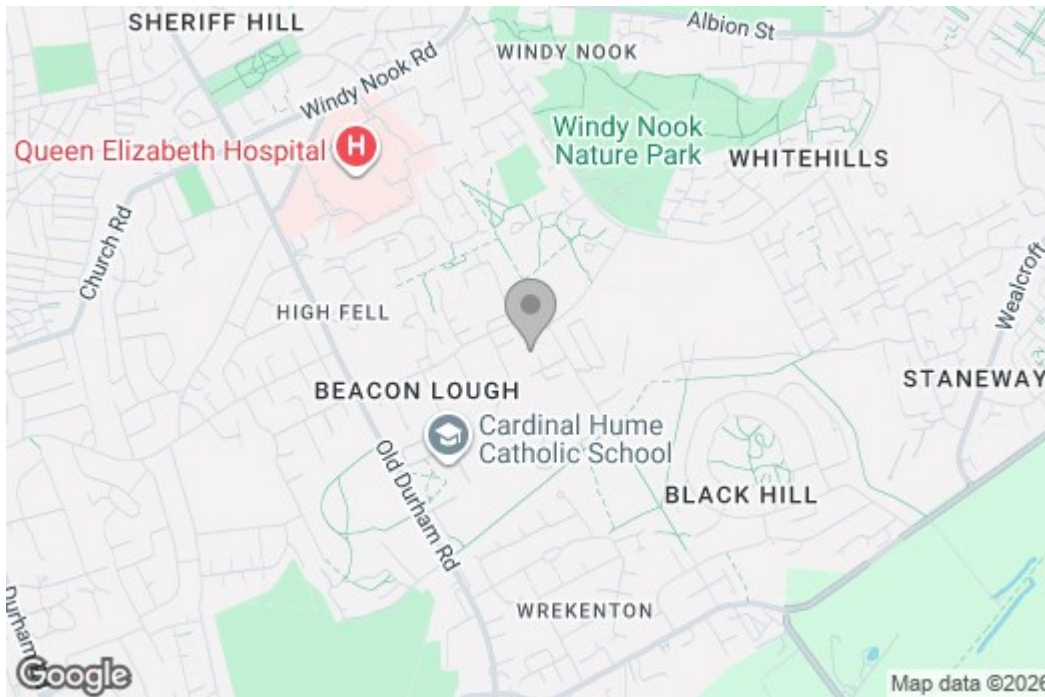 SHERIFF HILL
Albion St
WINDY NOOK
Windy Nook Rd
Queen Elizabeth Hospital
H
Windy Nook
Nature Park
WHITEHILLS
Church Rd
Wealcroft
HIGH FELL
BEACON LOUGH
STANEWAY
Cardinal Hume
Catholic School
Old Durham Rd
BLACK HILL
WREKENTON
Durham
Google
Map data ©2026